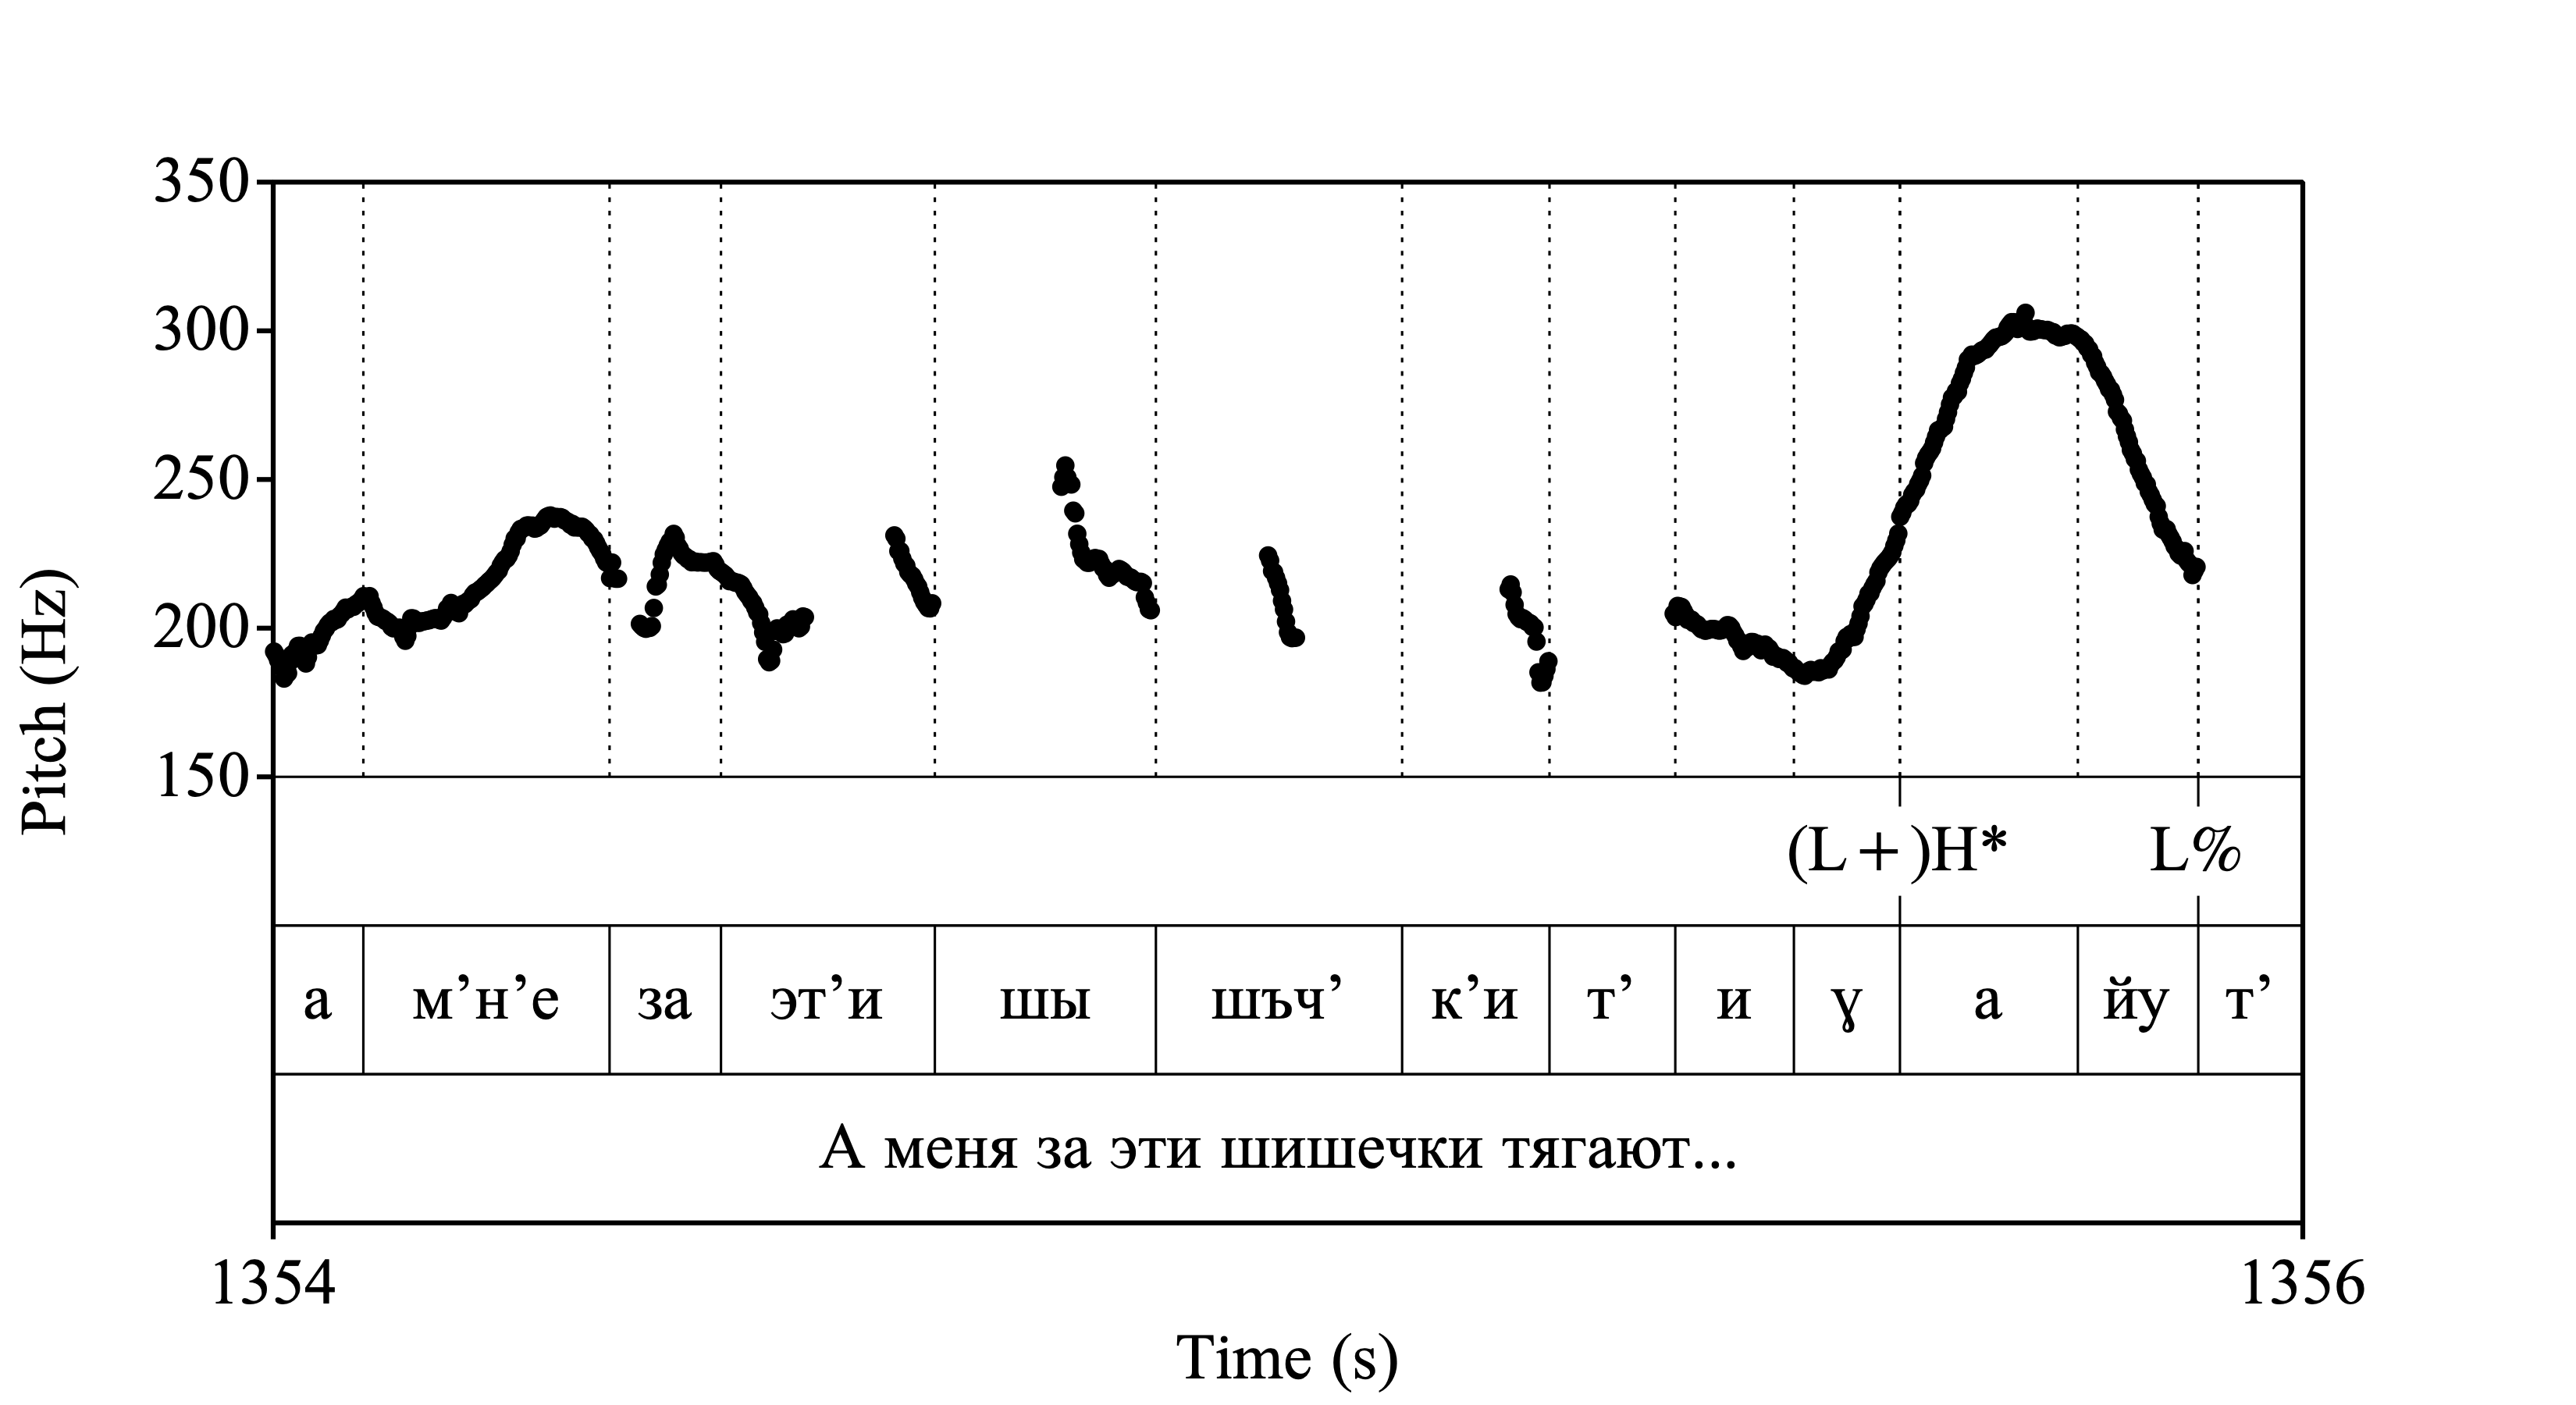 350
300
250
200
150
Pitch (Hz)
(L+)H* L%
а м’н’е за эт’и шы шъч’ к’и т’ и ɣ а йу т’
А меня за эти шишечки тягают...
1354 1356
Time (s)